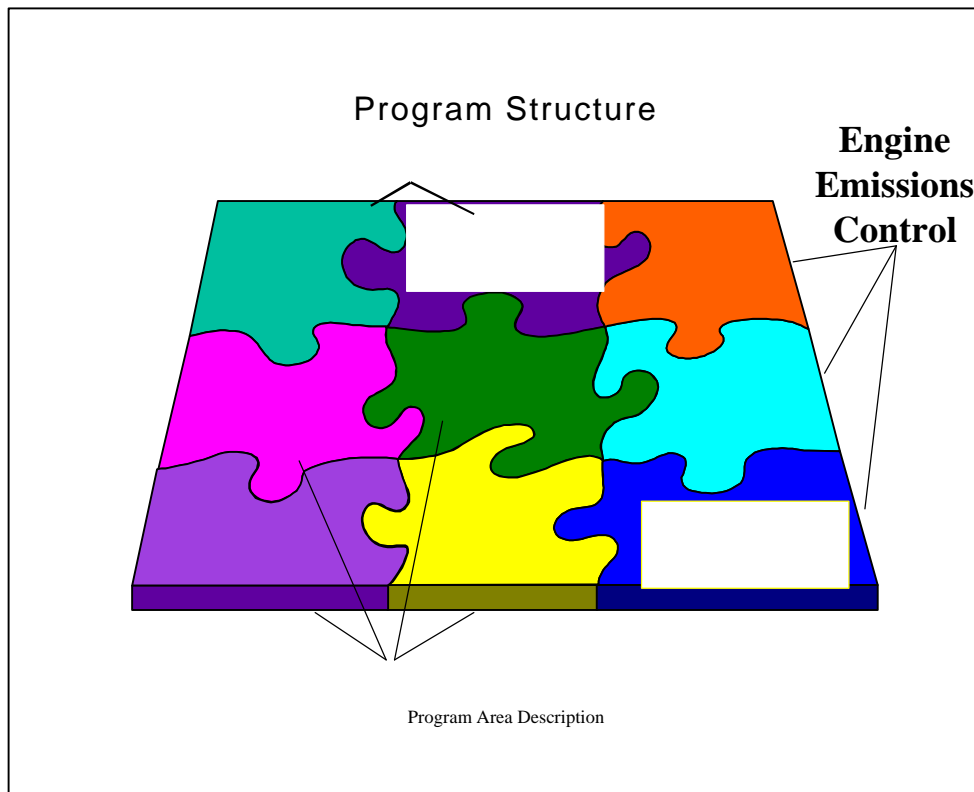 Program Structure
Engine
Emissions
Control
Program Area Description